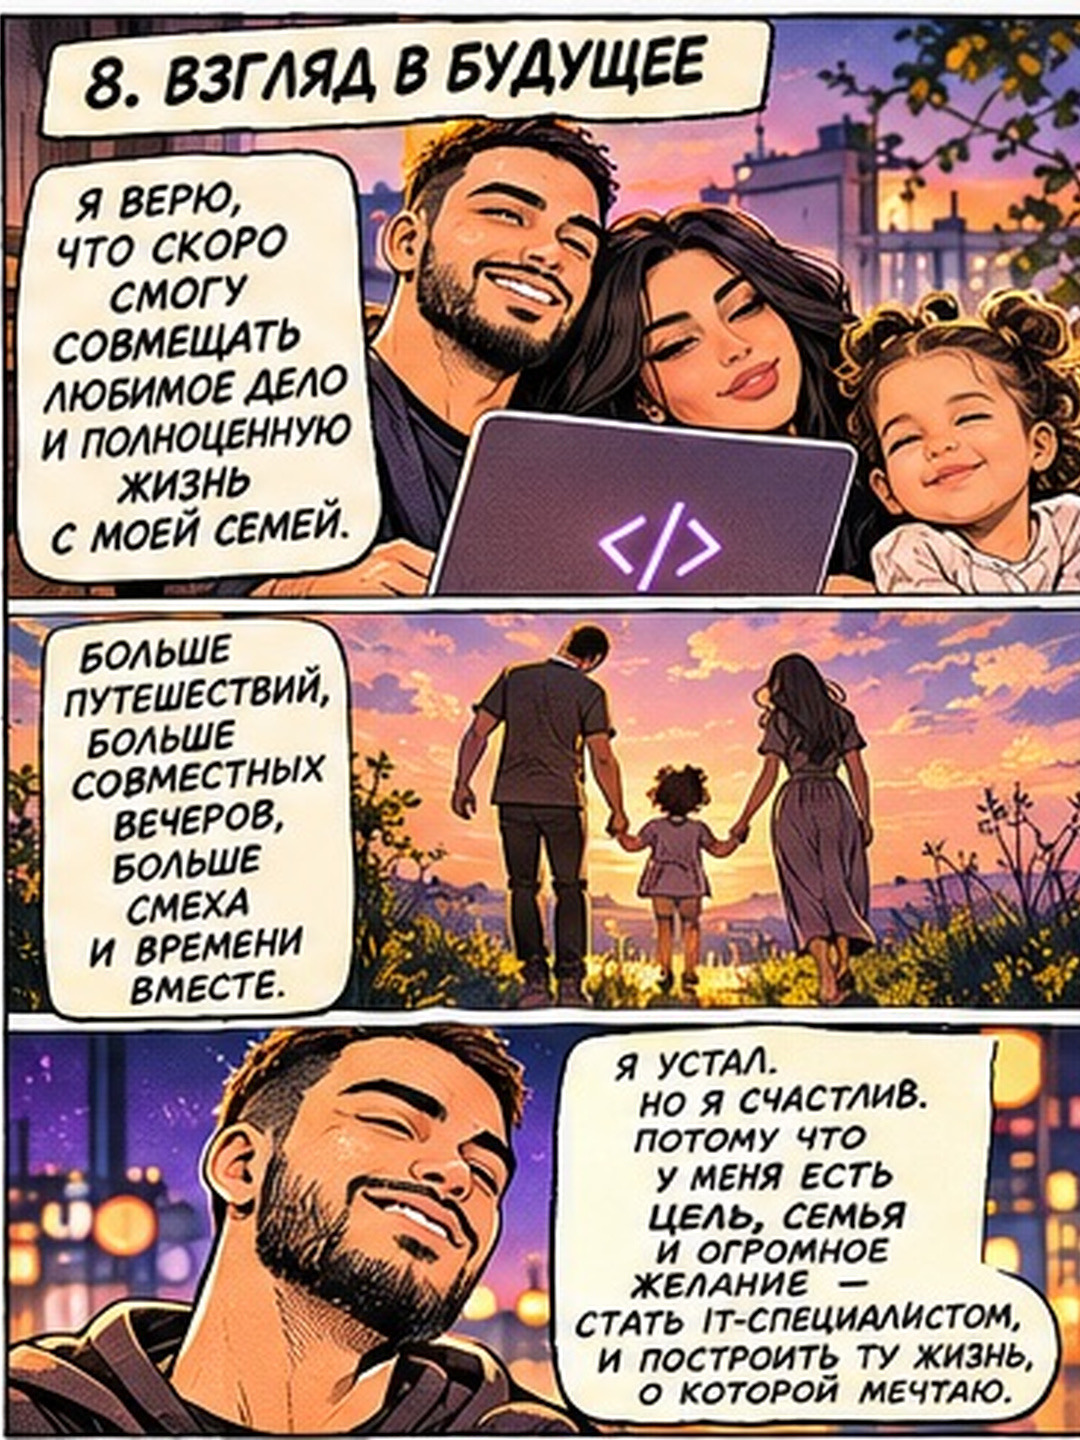 8. ВЗГЛЯД В БУДУЩЕЕ
Я ВЕРЮ,
ЧТО СКОРО
СМОГУ
СОВМЕЩАТЬ
ЛЮБИМОЕ ДЕЛО
И ПОЛНОЦЕННУЮ
ЖИЗНЬ
С МОЕЙ СЕМЕЙ.
</>
БОЛЬШЕ
ПУТЕШЕСТВИЙ,
БОЛЬШЕ
СОВМЕСТНЫХ
ВЕЧЕРОВ,
БОЛЬШЕ
СМЕХА
И ВРЕМЕНИ
ВМЕСТЕ.
Я УСТАЛ.
НО Я СЧАСТЛИВ.
ПОТОМУ ЧТО
У МЕНЯ ЕСТЬ
ЦЕЛЬ, СЕМЬЯ
И ОГРОМНОЕ
ЖЕЛАНИЕ –
СТАТЬ IT-СПЕЦИАЛИСТОМ,
И ПОСТРОИТЬ ТУ ЖИЗНЬ,
О КОТОРОЙ МЕЧТАЮ.